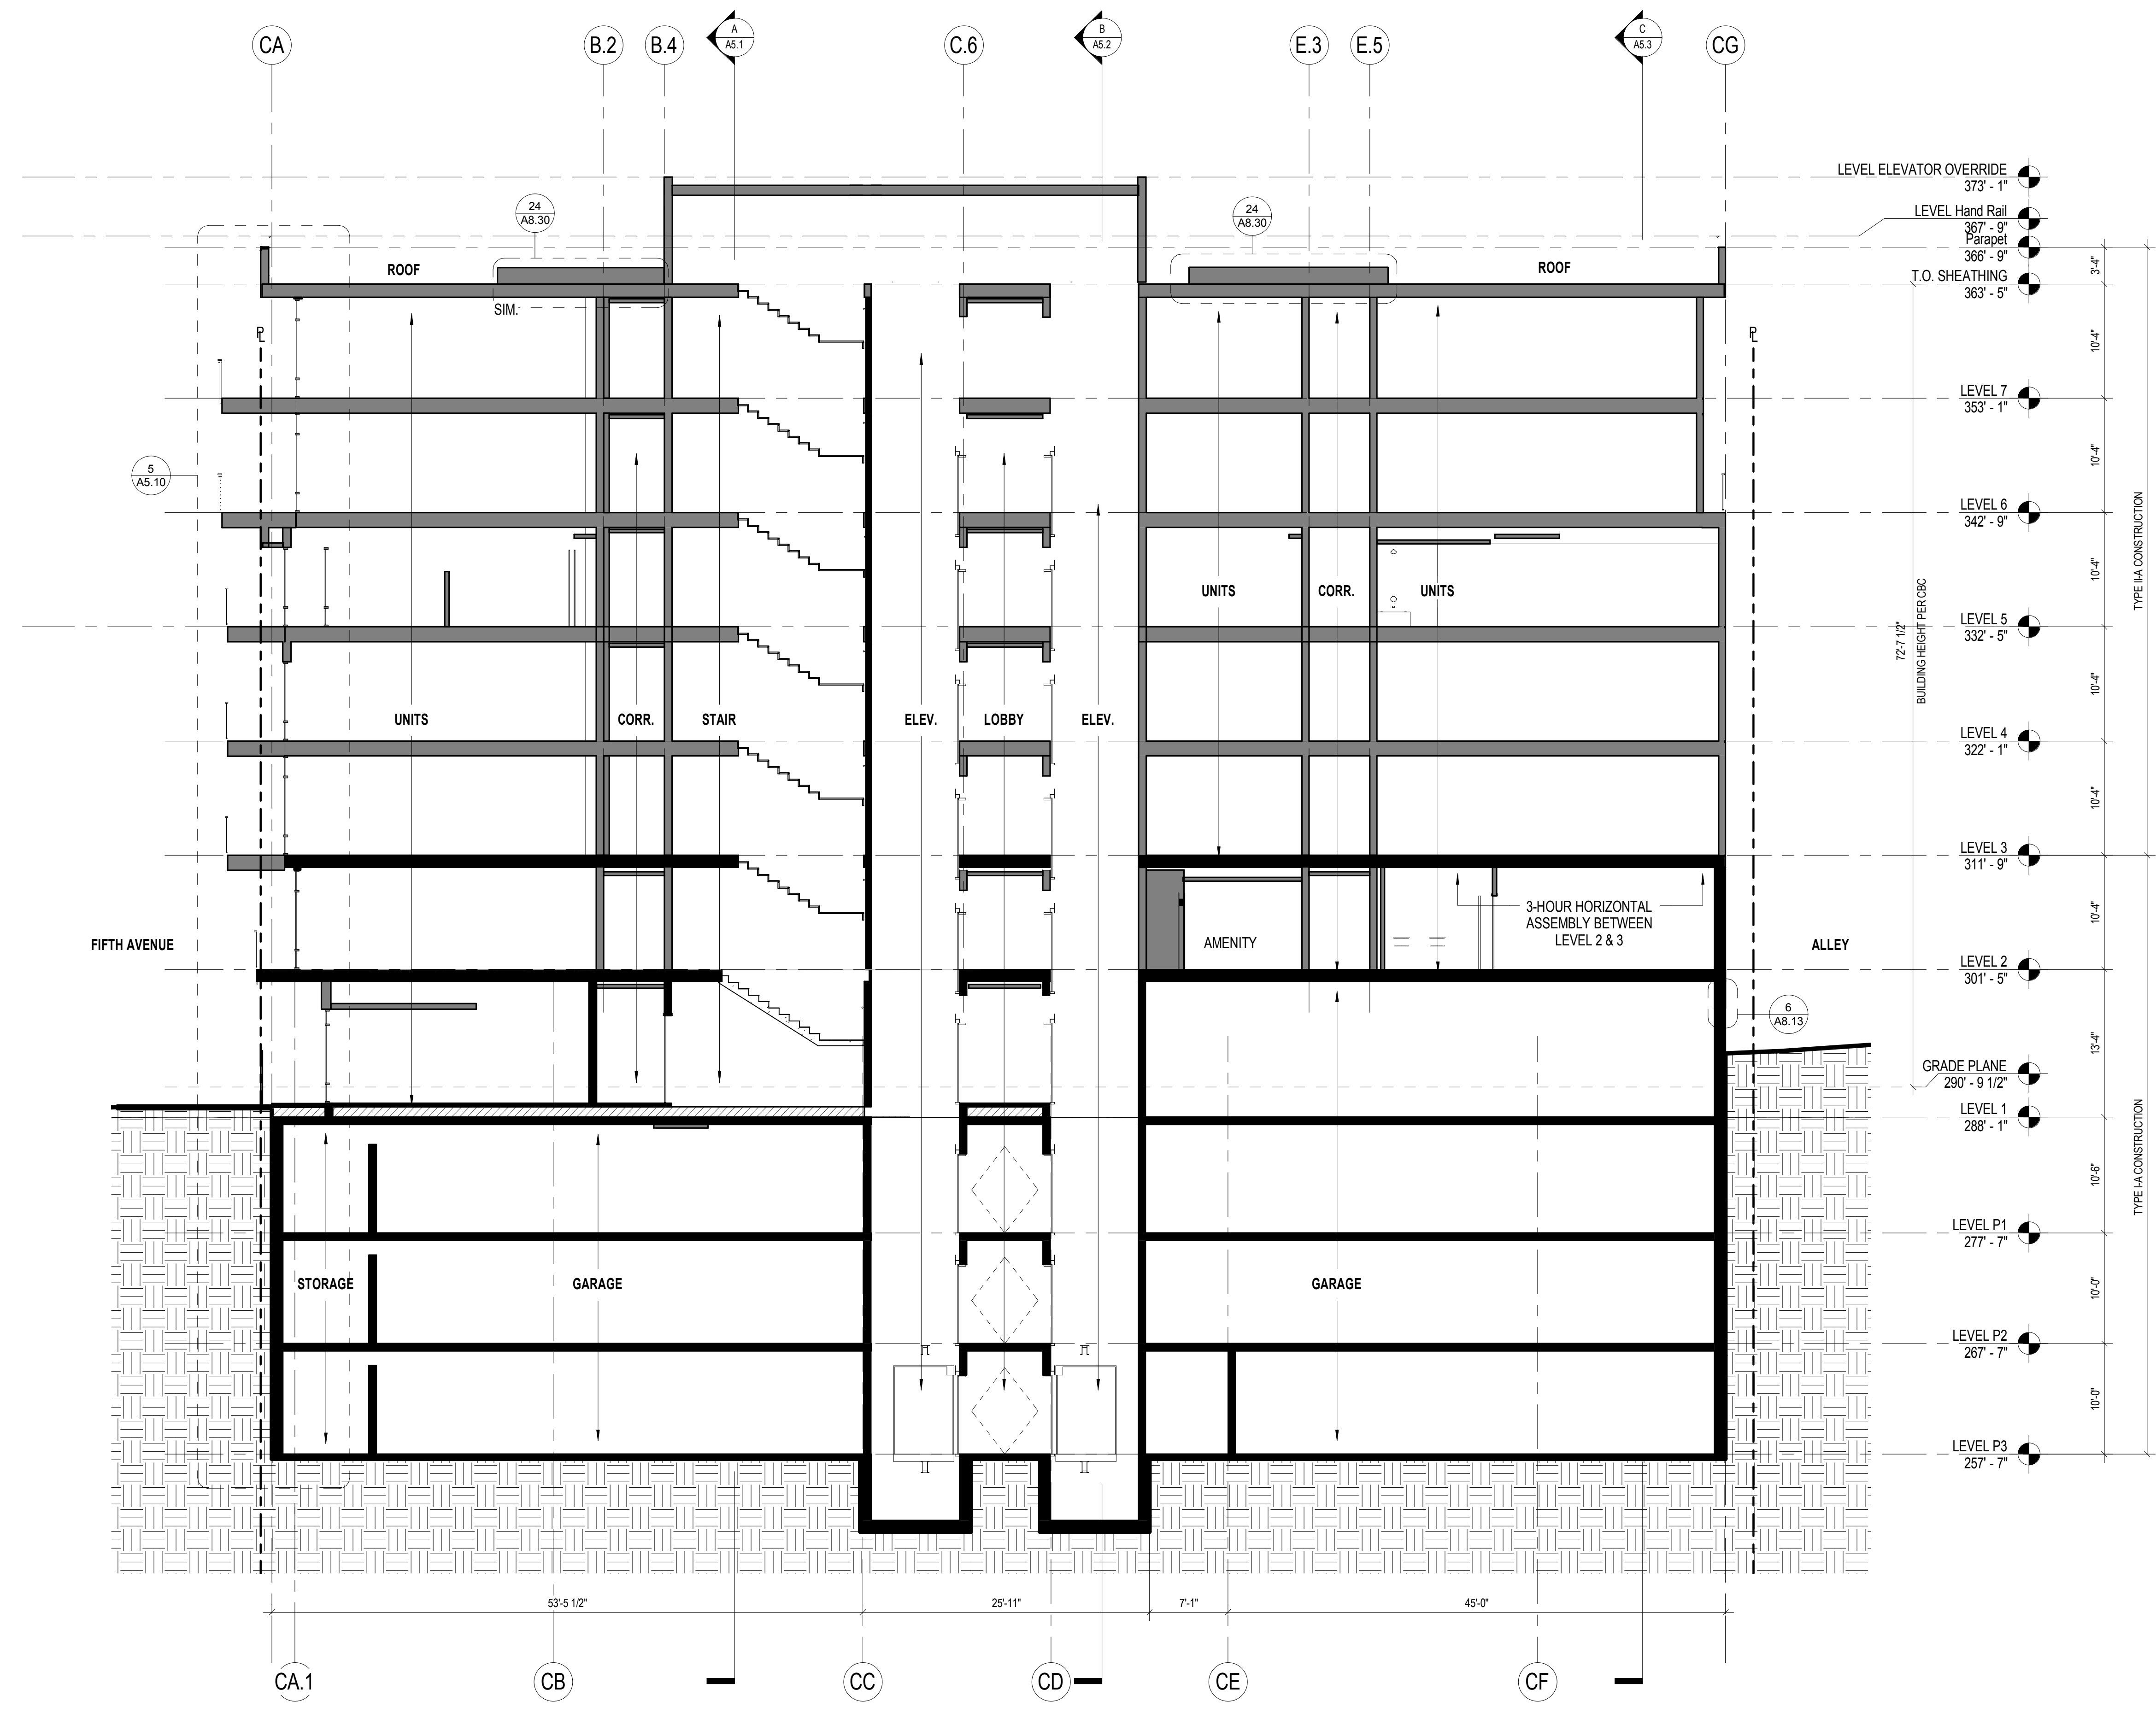 CA
B.2
B.4
A
A5.1
C.6
B
A5.2
E.3
E.5
C
A5.3
CG
LEVEL ELEVATOR OVERRIDE
373' - 1"
LEVEL Hand Rail
367' - 9"
Parapet
366' - 9"
T.O. SHEATHING
363' - 5"
3'-4"
24
A8.30
24
A8.30
ROOF
ROOF
SIM.
PL
PL
10'-4"
LEVEL 7
353' - 1"
10'-4"
5
A5.10
LEVEL 6
342' - 9"
10'-4"
TYPE II-A CONSTRUCTION
UNITS
CORR.
UNITS
LEVEL 5
332' - 5"
72'-7 1/2"
BUILDING HEIGHT PER CBC
10'-4"
UNITS
CORR.
STAIR
ELEV.
LOBBY
ELEV.
LEVEL 4
322' - 1"
10'-4"
LEVEL 3
311' - 9"
10'-4"
3-HOUR HORIZONTAL
ASSEMBLY BETWEEN
LEVEL 2 & 3
FIFTH AVENUE
AMENITY
ALLEY
LEVEL 2
301' - 5"
6
A8.13
13'-4"
GRADE PLANE
290' - 9 1/2"
LEVEL 1
288' - 1"
10'-6"
TYPE I-A CONSTRUCTION
LEVEL P1
277' - 7"
STORAGE
GARAGE
GARAGE
10'-0"
LEVEL P2
267' - 7"
10'-0"
LEVEL P3
257' - 7"
53'-5 1/2"
25'-11"
7'-1"
45'-0"
CA.1
CB
CC
CD
CE
CF